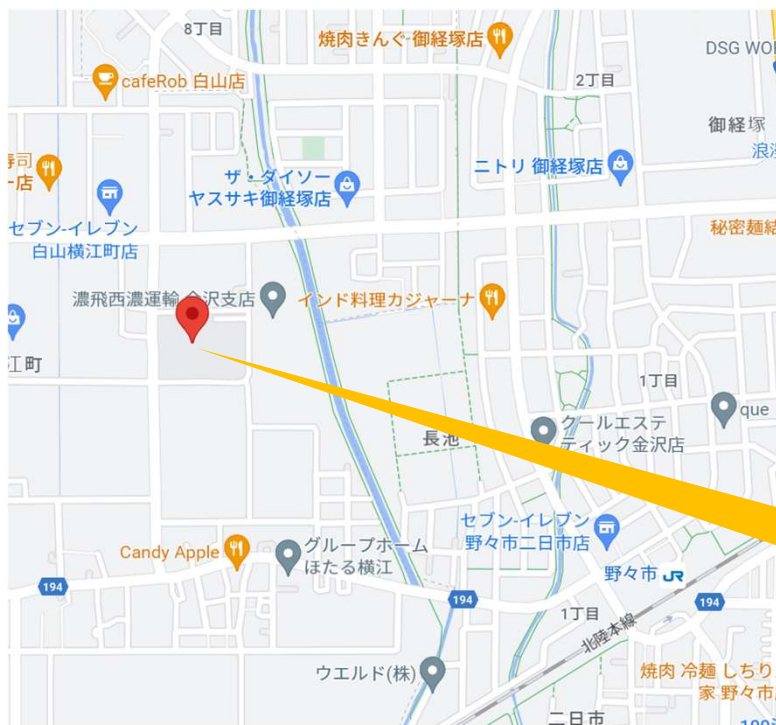 8丁目
焼肉きんぐ 御経塚店
DSG WO
cafeRob 白山店
2丁目
御経塚
寿司
ー店
ザ・ダイソー
ヤスサキ御経塚店
ニトリ 御経塚店
セブン-イレブン
白山横江町店
秘密麺結
濃飛西濃運輸 金沢支店
インド料理カジャーナ
江町
1丁目
que
長池
クールエステ
ティック金沢店
セブン-イレブン
野々市二日市店
Candy Apple
グループホーム
ほたる横江
野々市 JR
194
194
194
1丁目
北陸本線
ウエルド(株)
焼肉 冷麺 しちり
家 野々市
二日市